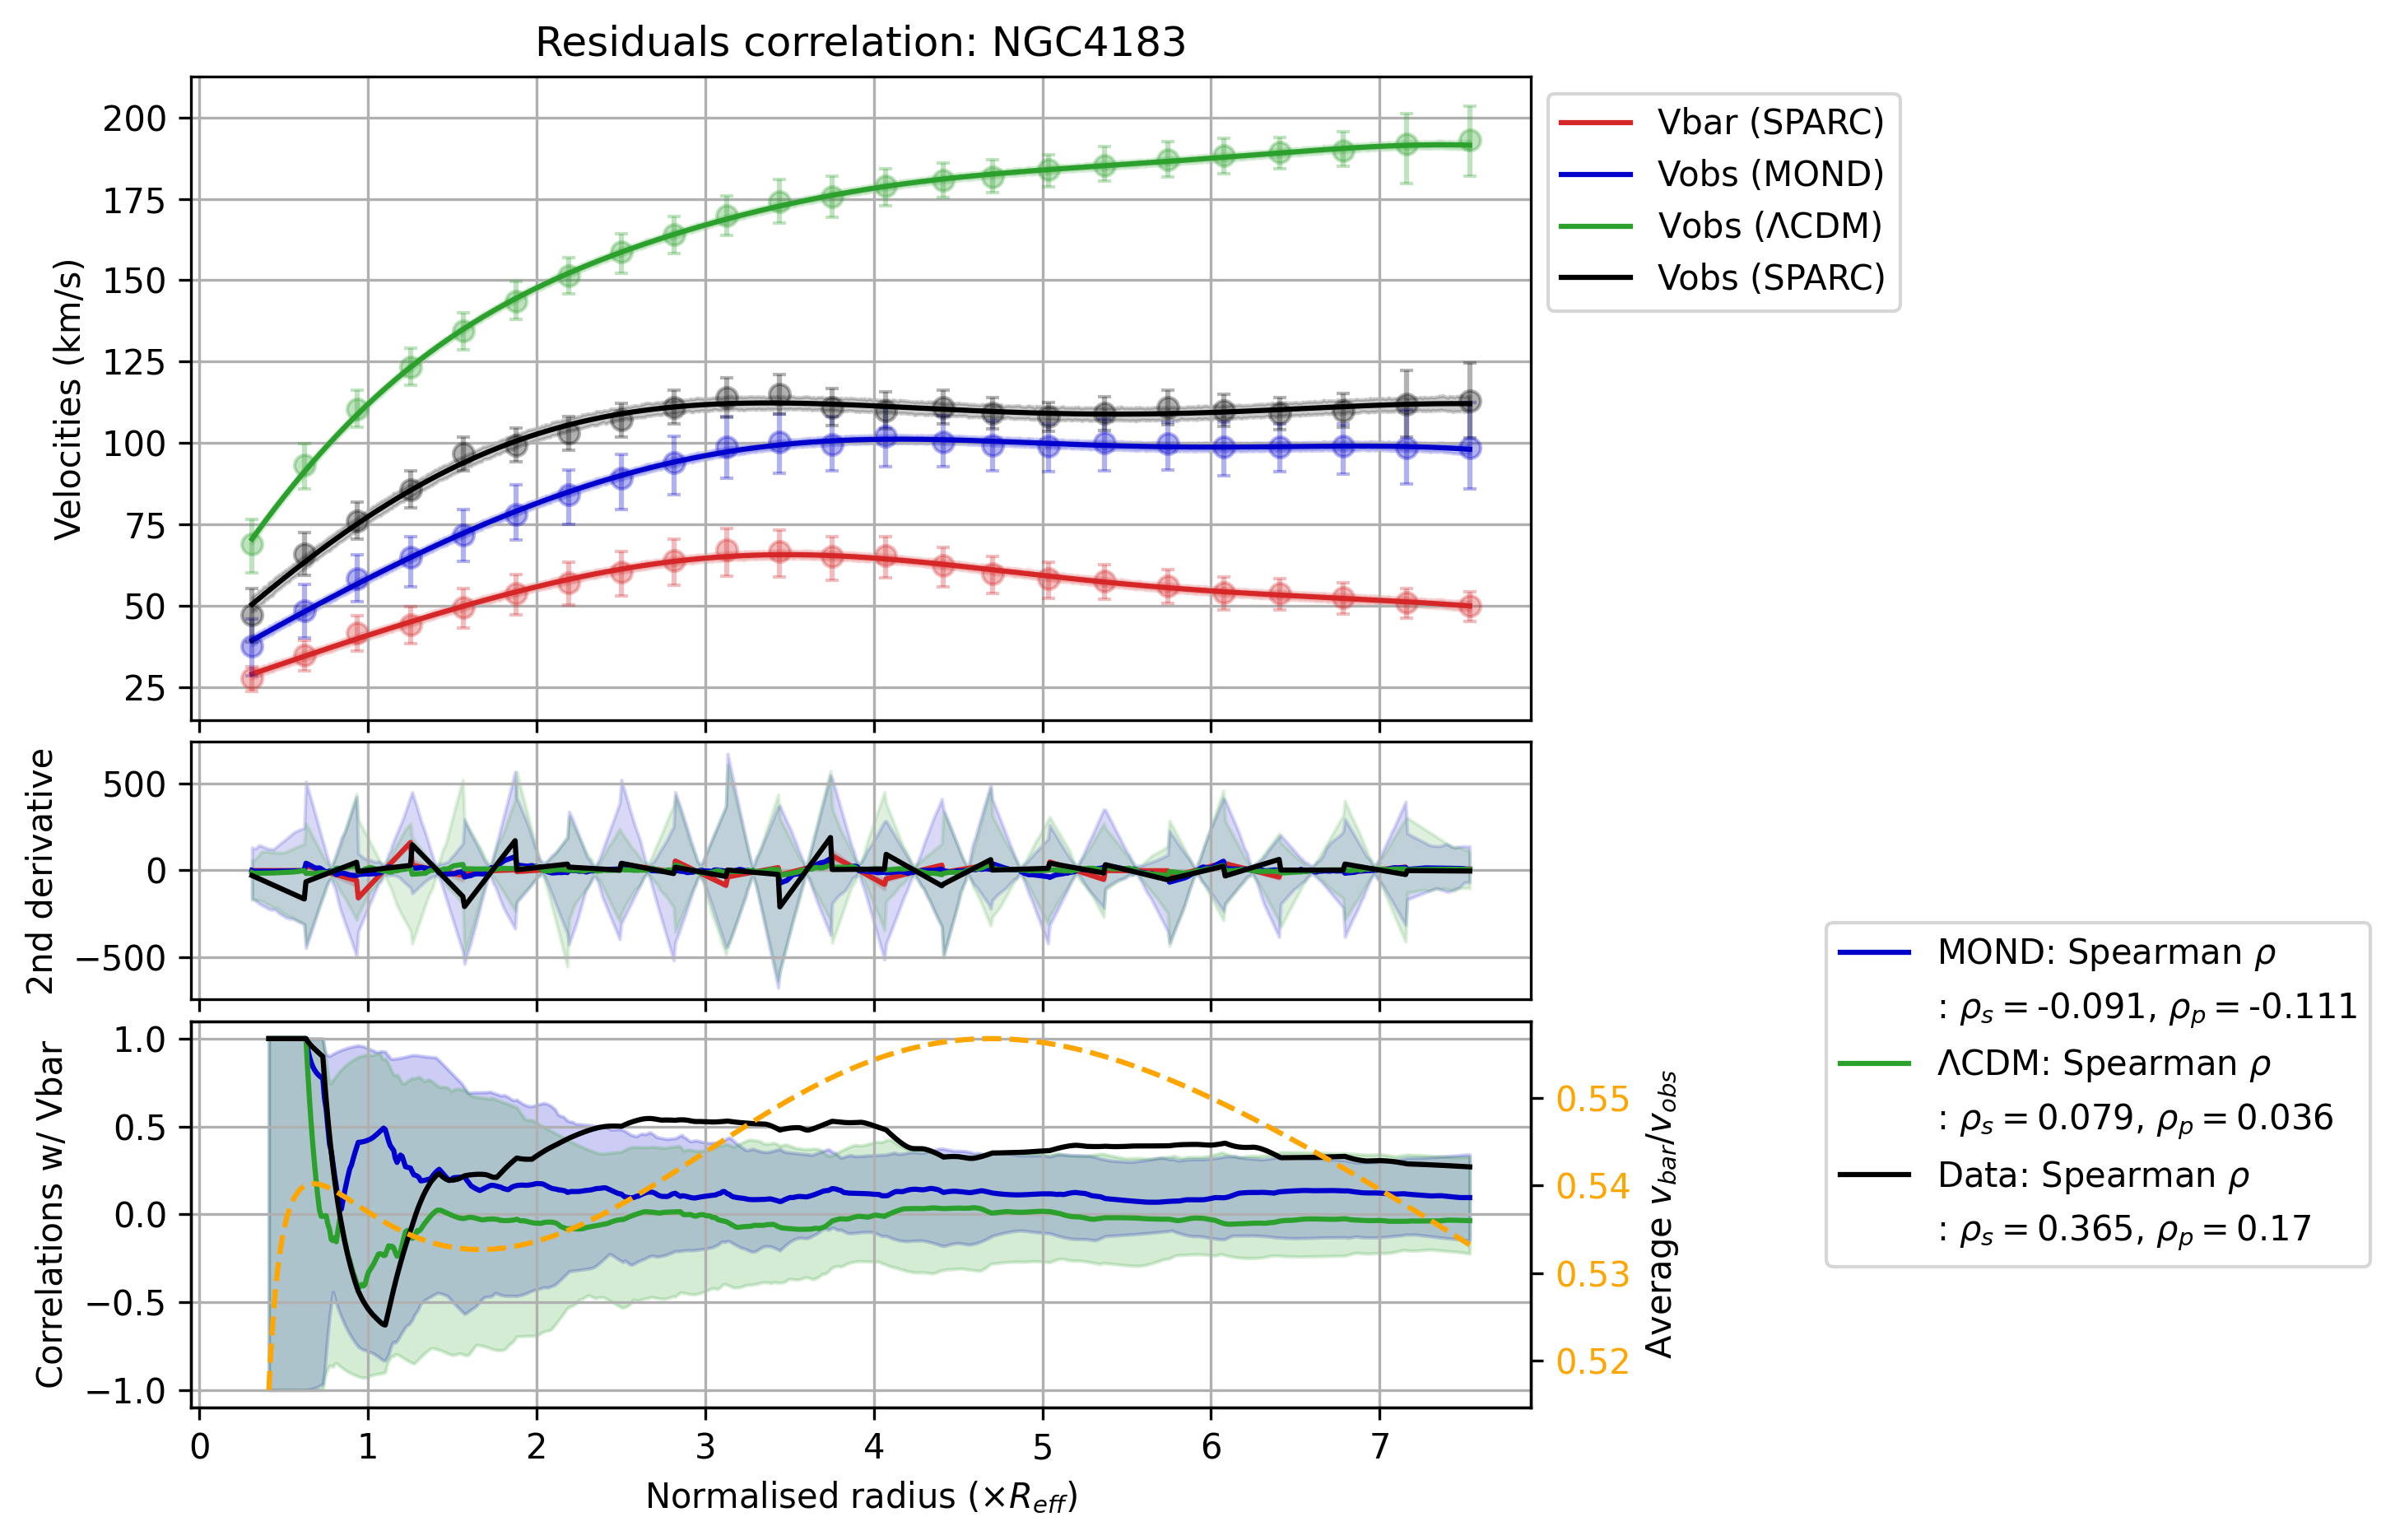 Residuals correlation: NGC4183
Velocities (km/s)
200
175
150
125
100
75
50
25
Vbar (SPARC)
Vobs (MOND)
Vobs (ΛCDM)
Vobs (SPARC)
2nd derivative
500
0
−500
Correlations w/ Vbar
1.0
0.5
0.0
−0.5
−1.0
0.55
0.54
0.53
0.52
Average v_bar/v_obs
MOND: Spearman ρ
: ρ_s = -0.091, ρ_p = -0.111
ΛCDM: Spearman ρ
: ρ_s = 0.079, ρ_p = 0.036
Data: Spearman ρ
: ρ_s = 0.365, ρ_p = 0.17
0 1 2 3 4 5 6 7
Normalised radius (×R_eff)